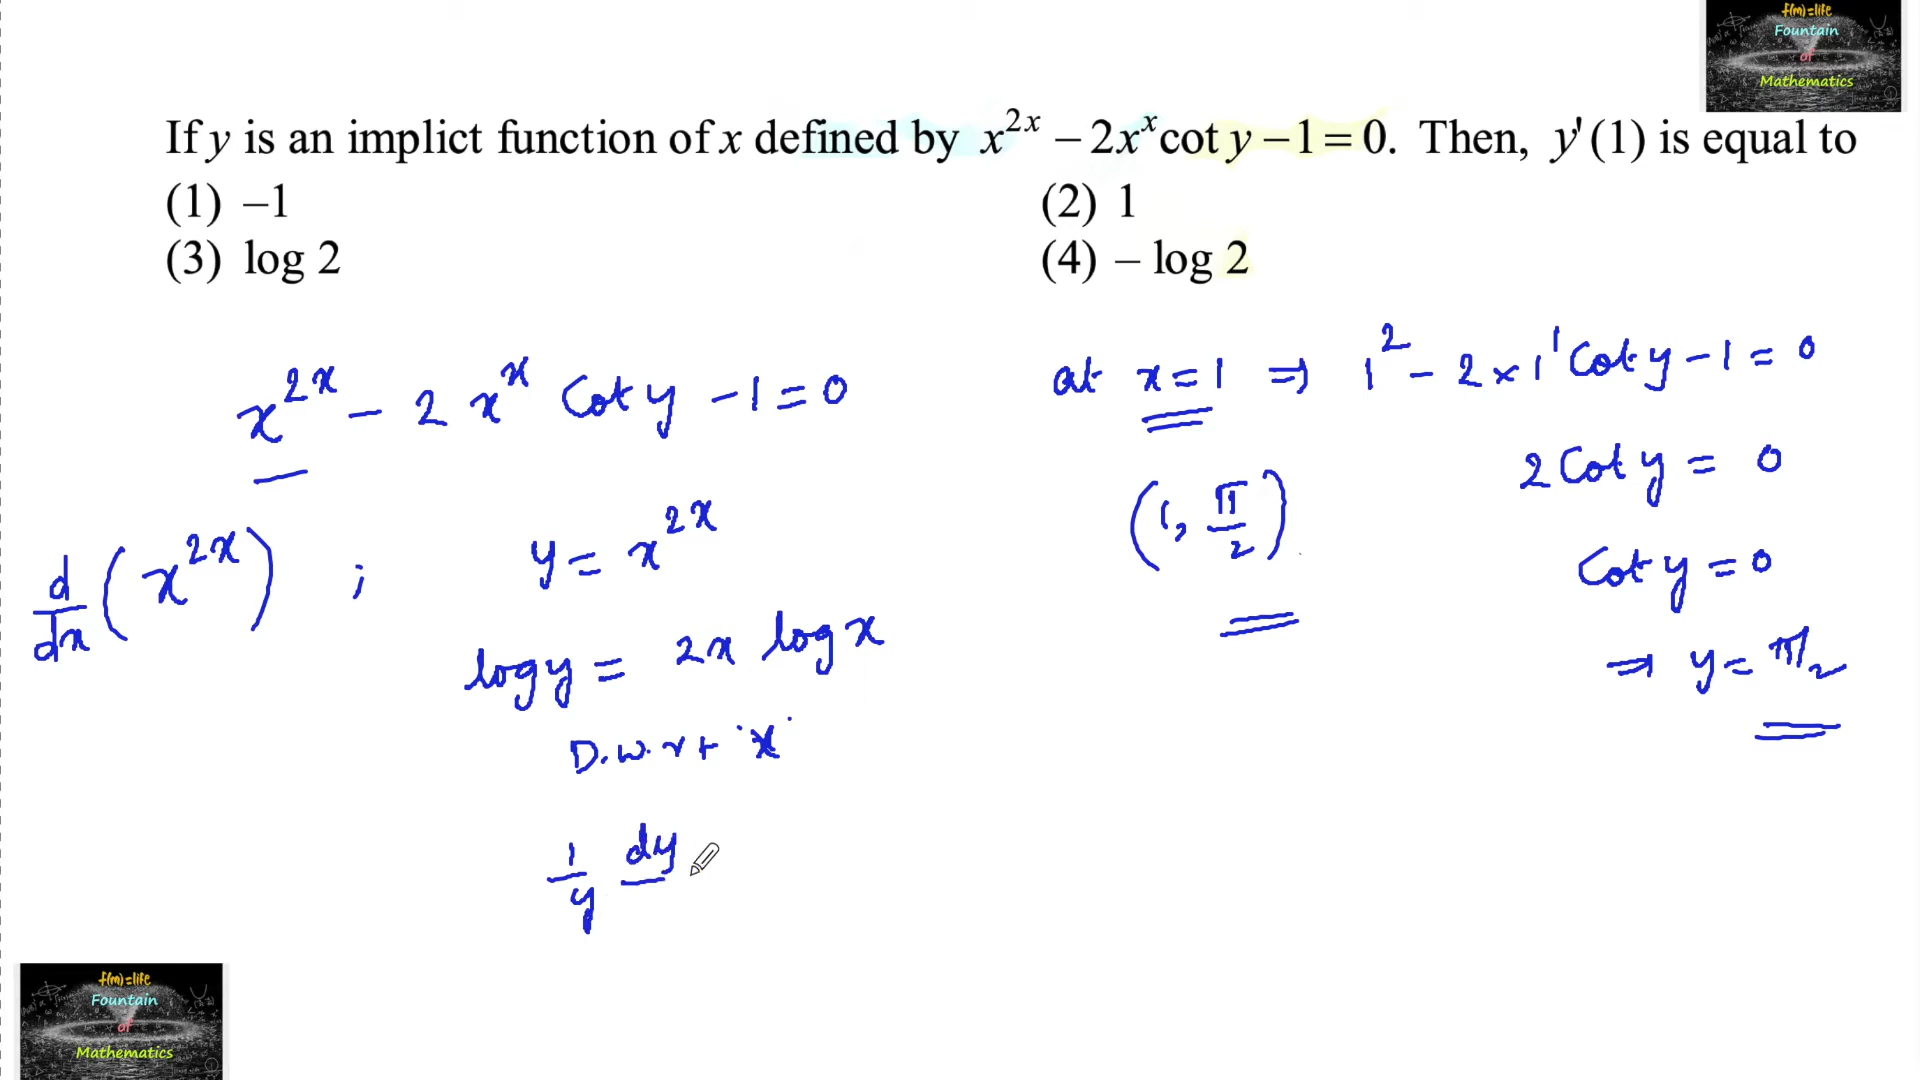 f(m)=life
Fountain
of
Mathematics
If y is an implict function of x defined by x^{2x} – 2x^x cot y – 1 = 0. Then, y'(1) is equal to
(1) –1 (2) 1
(3) log 2 (4) – log 2
x^{2x} – 2 x^x Cot y – 1 = 0
d/dx (x^{2x}) ; y = x^{2x}
log y = 2x log x
D.w.r+ 'x'
1/y dy
at x = 1 ⇒ 1^2 – 2 × 1^1 Cot y – 1 = 0
2 Cot y = 0
(1, π/2)
Cot y = 0
⇒ y = π/2
f(m)=life
Fountain
of
Mathematics